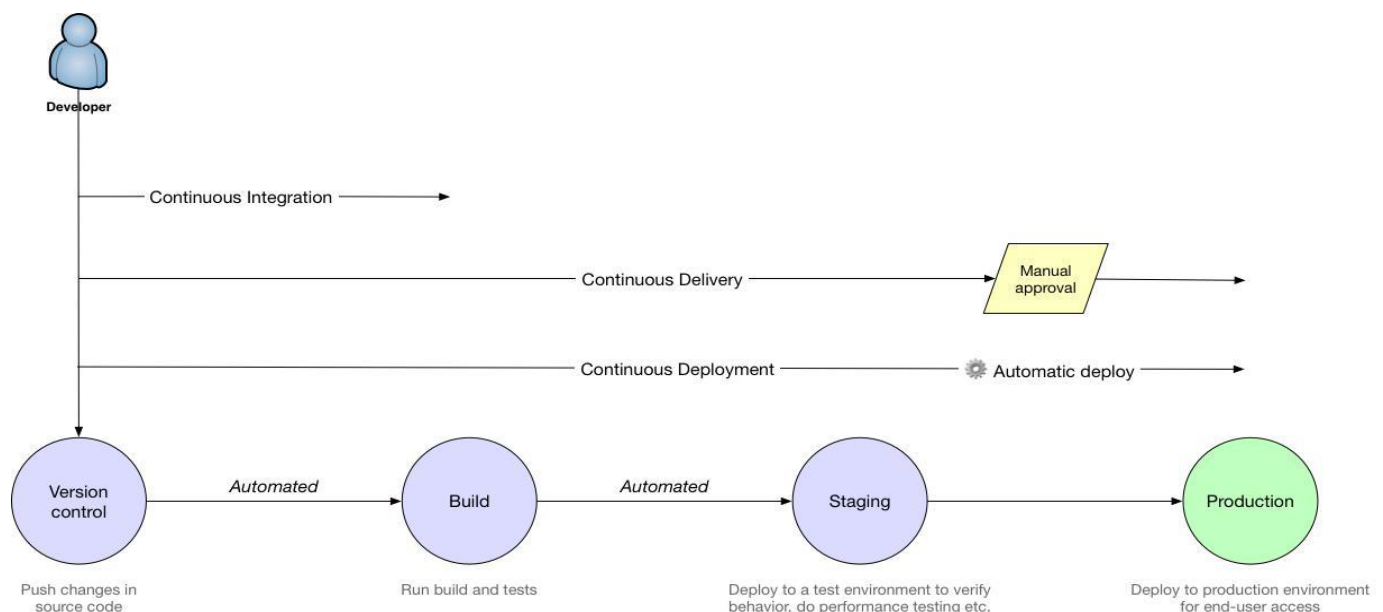 Developer
Continuous Integration
Continuous Delivery
Manual
approval
Continuous Deployment
Automatic deploy
Version
control
Automated
Build
Automated
Staging
Production
Push changes in
source code
Run build and tests
Deploy to a test environment to verify
behavior, do performance testing etc.
Deploy to production environment
for end-user access